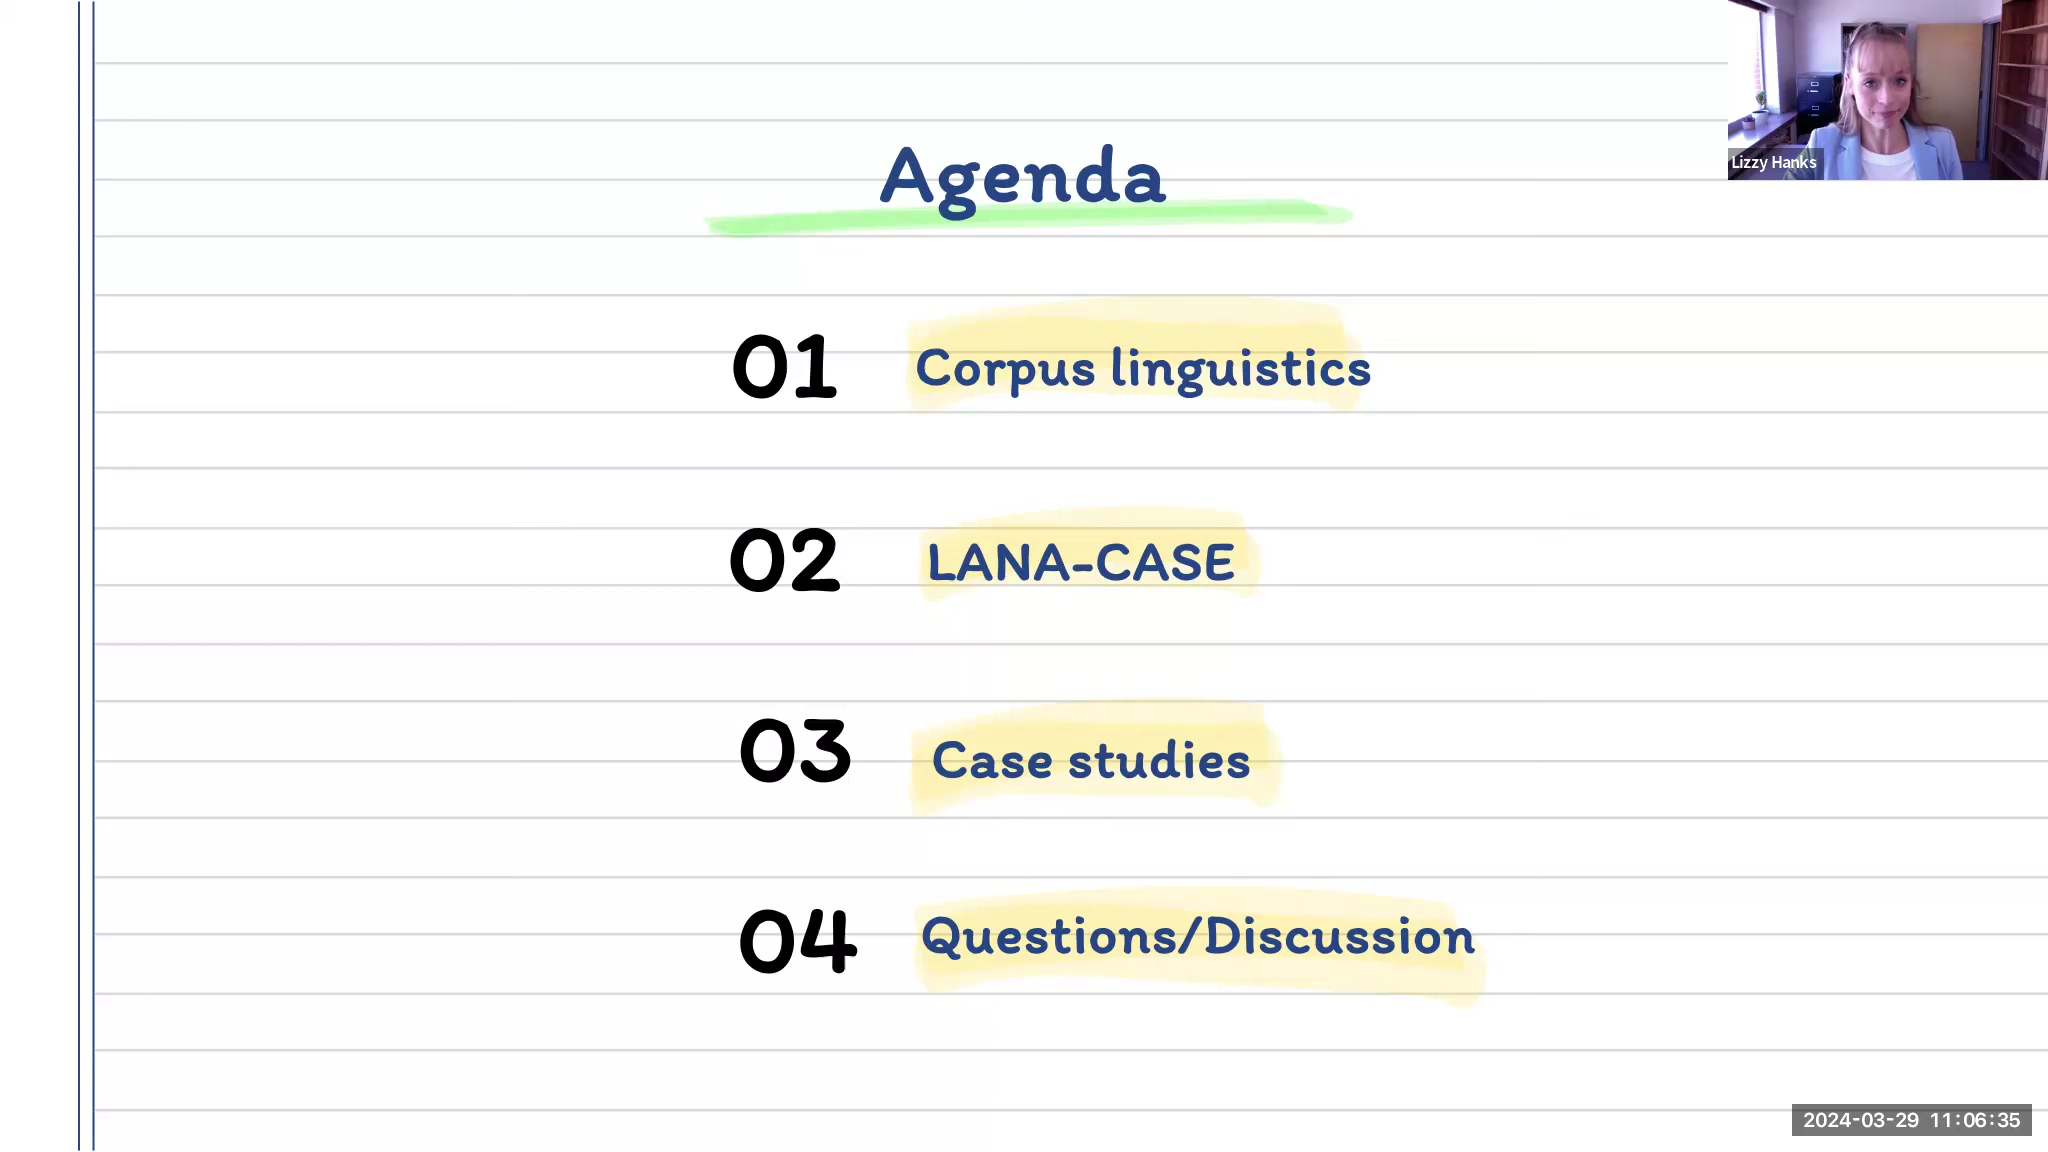 Agenda
Lizzy Hanks
01 Corpus linguistics
02 LANA-CASE
03 Case studies
04 Questions/Discussion
2024-03-29 11:06:35